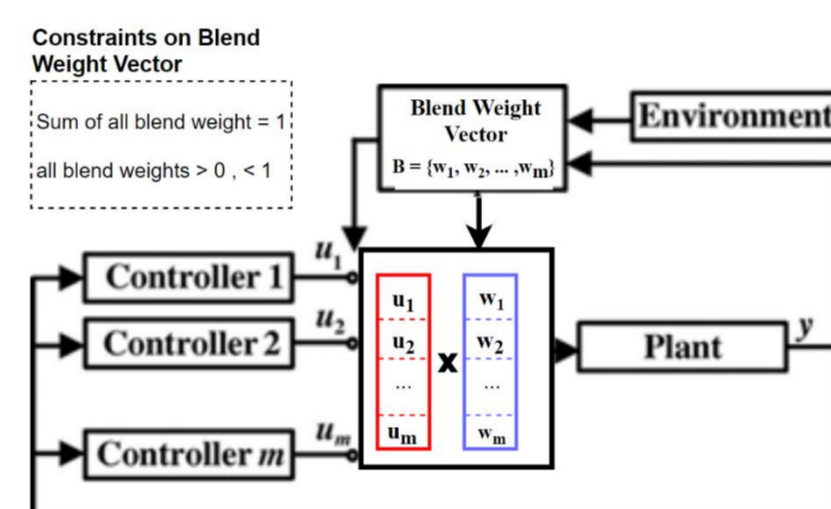 Constraints on Blend
Weight Vector
Sum of all blend weight = 1
all blend weights > 0 , < 1
Blend Weight
Vector
B = {w₁, w₂, ... ,wₘ}
Environment
Controller 1
u₁
Controller 2
u₂
Controller m
uₘ
u₁
u₂
...
uₘ
x
w₁
w₂
...
wₘ
Plant
y